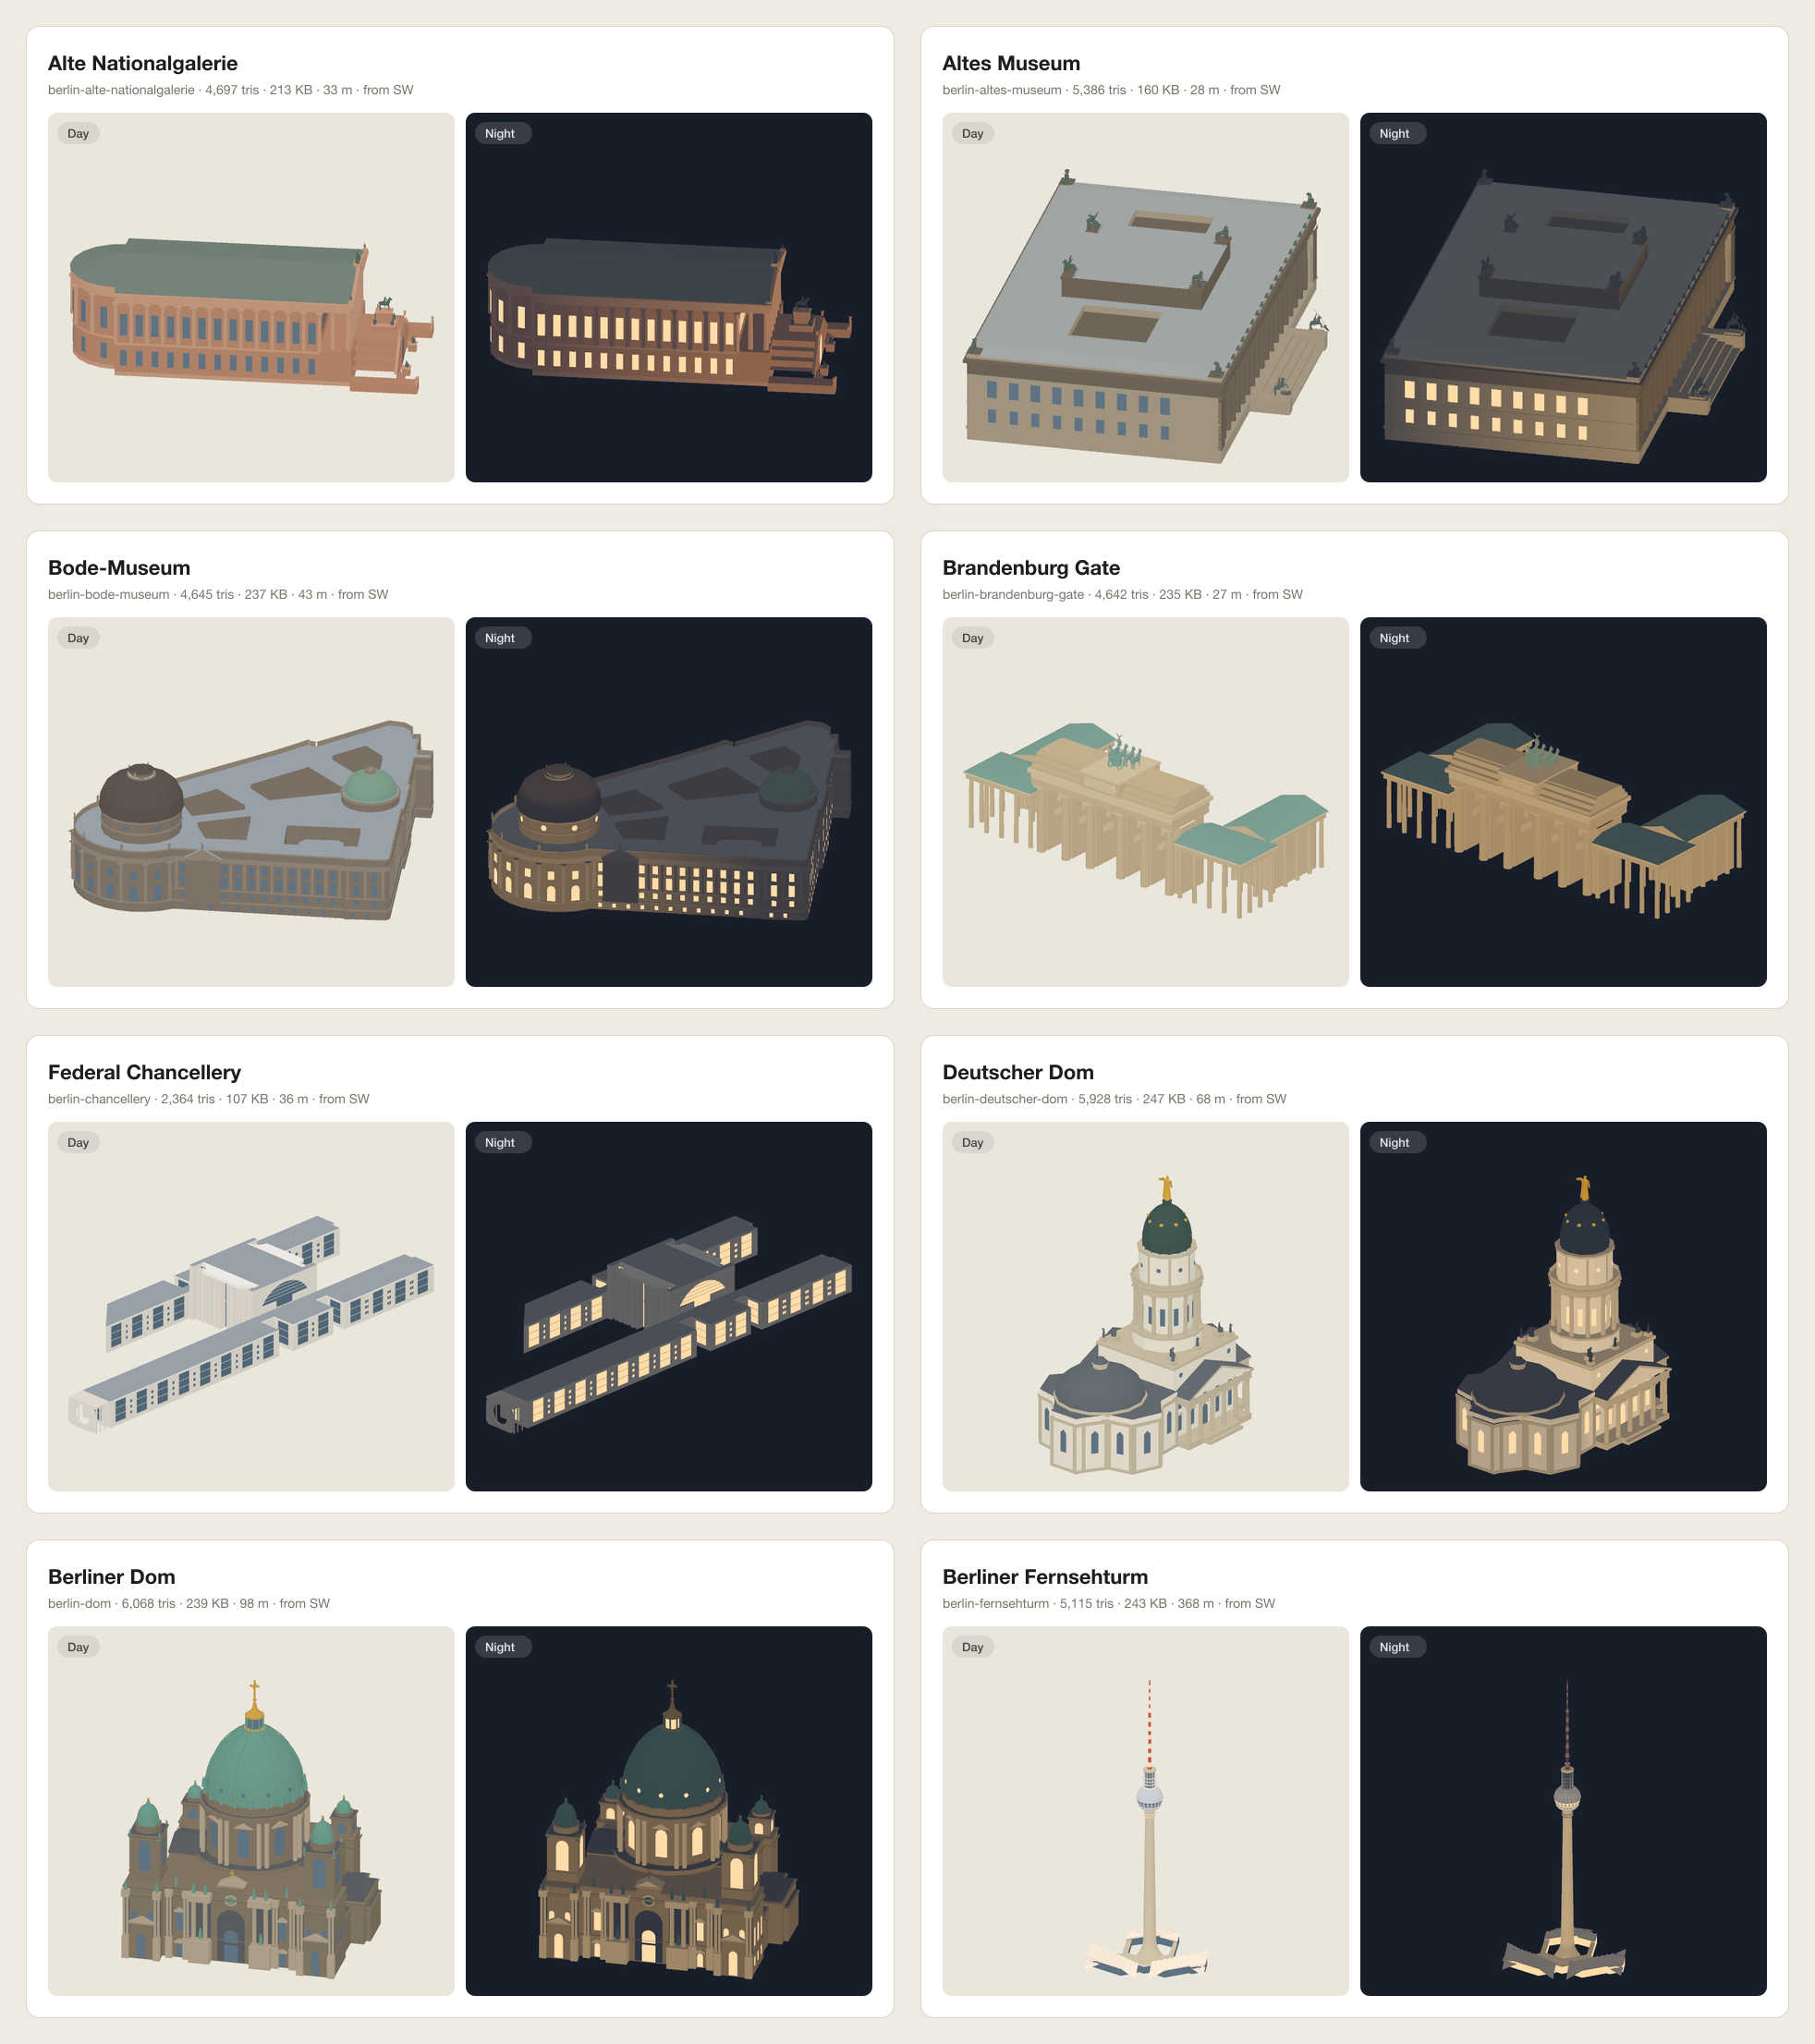 Alte Nationalgalerie
berlin-alte-nationalgalerie · 4,697 tris · 213 KB · 33 m · from SW
Day
Night
Altes Museum
berlin-altes-museum · 5,386 tris · 160 KB · 28 m · from SW
Day
Night
Bode-Museum
berlin-bode-museum · 4,645 tris · 237 KB · 43 m · from SW
Day
Night
Brandenburg Gate
berlin-brandenburg-gate · 4,642 tris · 235 KB · 27 m · from SW
Day
Night
Federal Chancellery
berlin-chancellery · 2,364 tris · 107 KB · 36 m · from SW
Day
Night
Deutscher Dom
berlin-deutscher-dom · 5,928 tris · 247 KB · 68 m · from SW
Day
Night
Berliner Dom
berlin-dom · 6,068 tris · 239 KB · 98 m · from SW
Day
Night
Berliner Fernsehturm
berlin-fernsehturm · 5,115 tris · 243 KB · 368 m · from SW
Day
Night